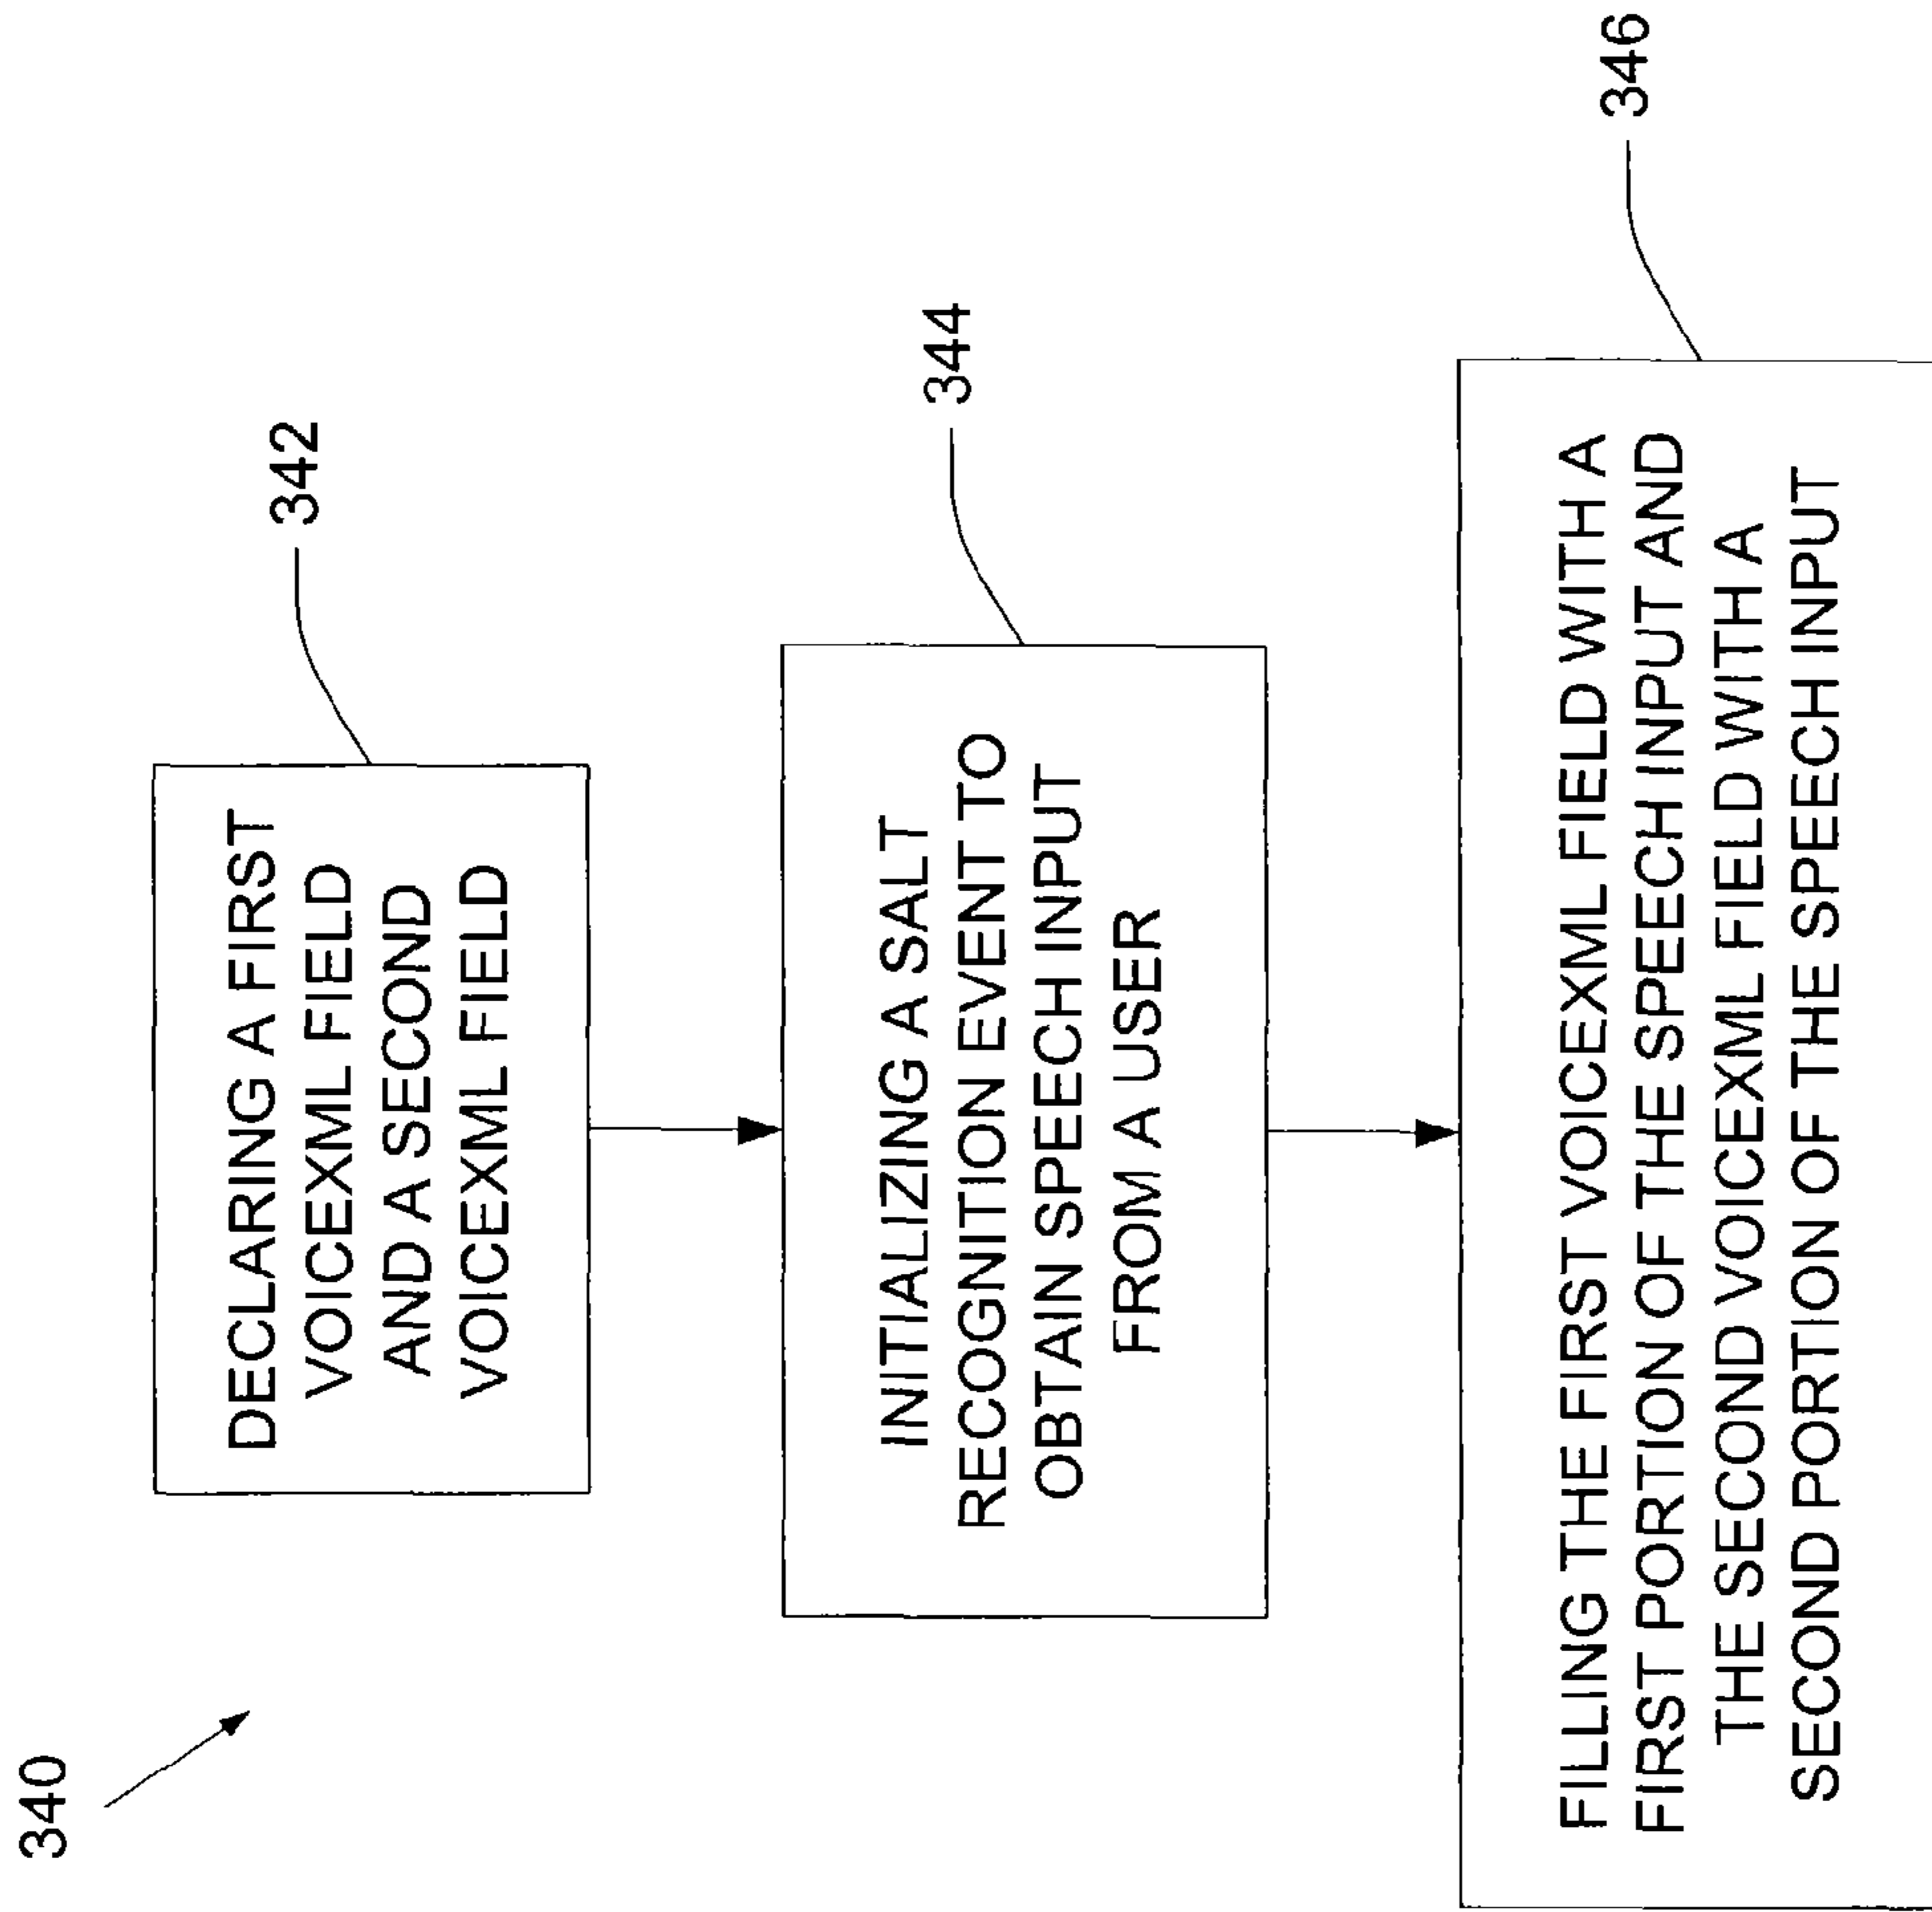 340
DECLARING A FIRST
VOICEXML FIELD
AND A SECOND
VOICEXML FIELD
342
INITIALIZING A SALT
RECOGNITION EVENT TO
OBTAIN SPEECH INPUT
FROM A USER
344
FILLING THE FIRST VOICEXML FIELD WITH A
FIRST PORTION OF THE SPEECH INPUT AND
THE SECOND VOICEXML FIELD WITH A
SECOND PORTION OF THE SPEECH INPUT
346